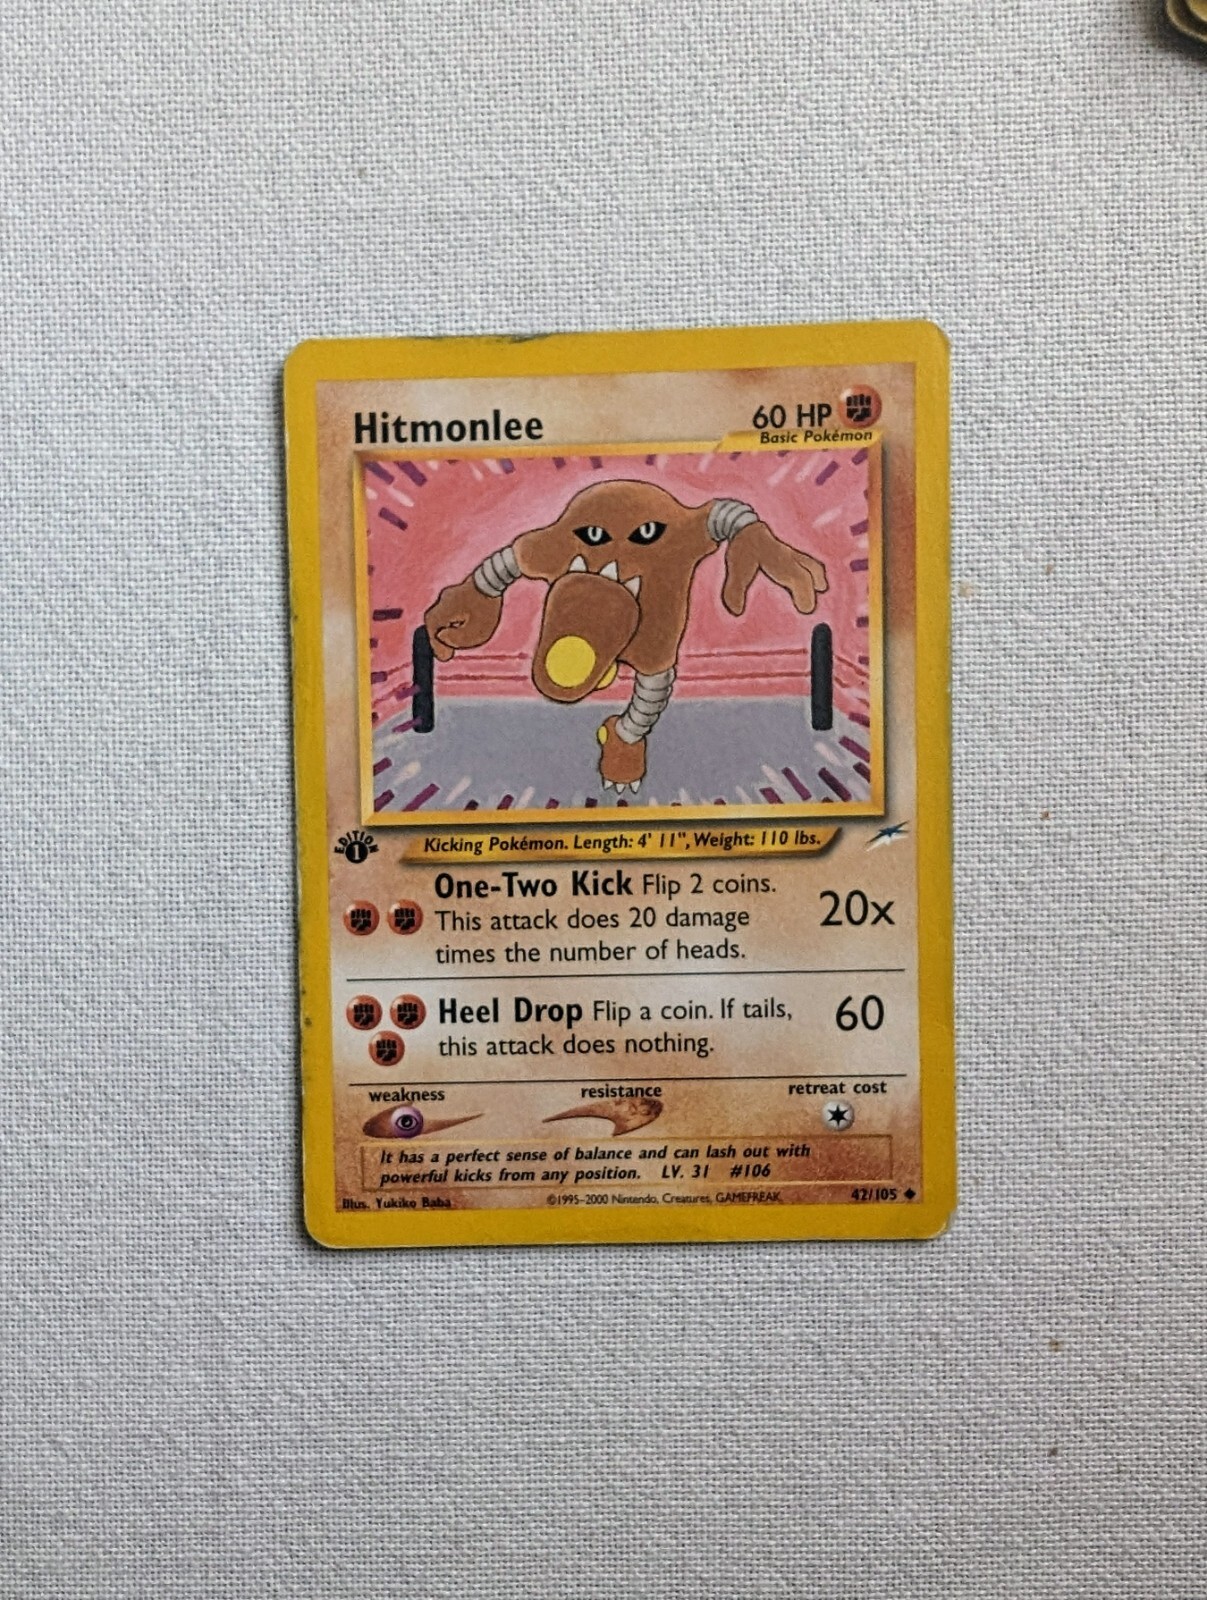 Hitmonlee 60 HP
Basic Pokémon
EDITION
1
Kicking Pokémon. Length: 4' 11", Weight: 110 lbs.
One-Two Kick Flip 2 coins.
This attack does 20 damage
times the number of heads.
20x
Heel Drop Flip a coin. If tails,
this attack does nothing.
60
weakness resistance retreat cost
It has a perfect sense of balance and can lash out with
powerful kicks from any position. LV. 31 #106
Illus. Yukiko Baba ©1995-2000 Nintendo, Creatures, GAMEFREAK. 42/105